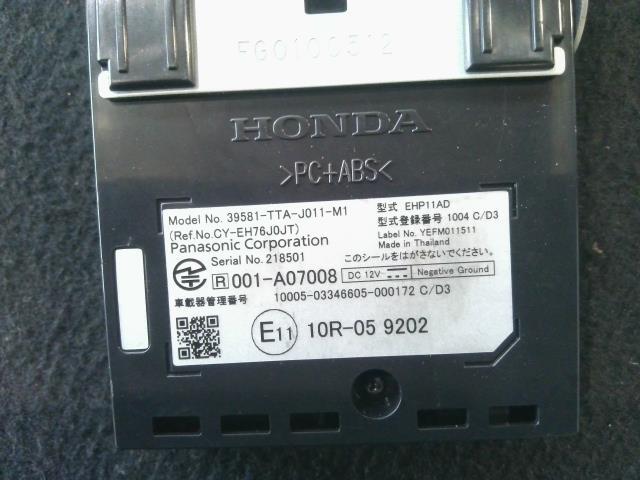 FG0100512
HONDA
>PC+ABS<
Model No. 39581-TTA-J011-M1
(Ref.No.CY-EH76J0JT)
Panasonic Corporation
Serial No. 218501
型式 EHP11AD
型式登録番号 1004 C/D3
Label No. YEFM011511
Made in Thailand
このシールをはがさないでください。
R 001-A07008
DC 12V Negative Ground
車載器管理番号 10005-03346605-000172 C/D3
E11 10R-05 9202